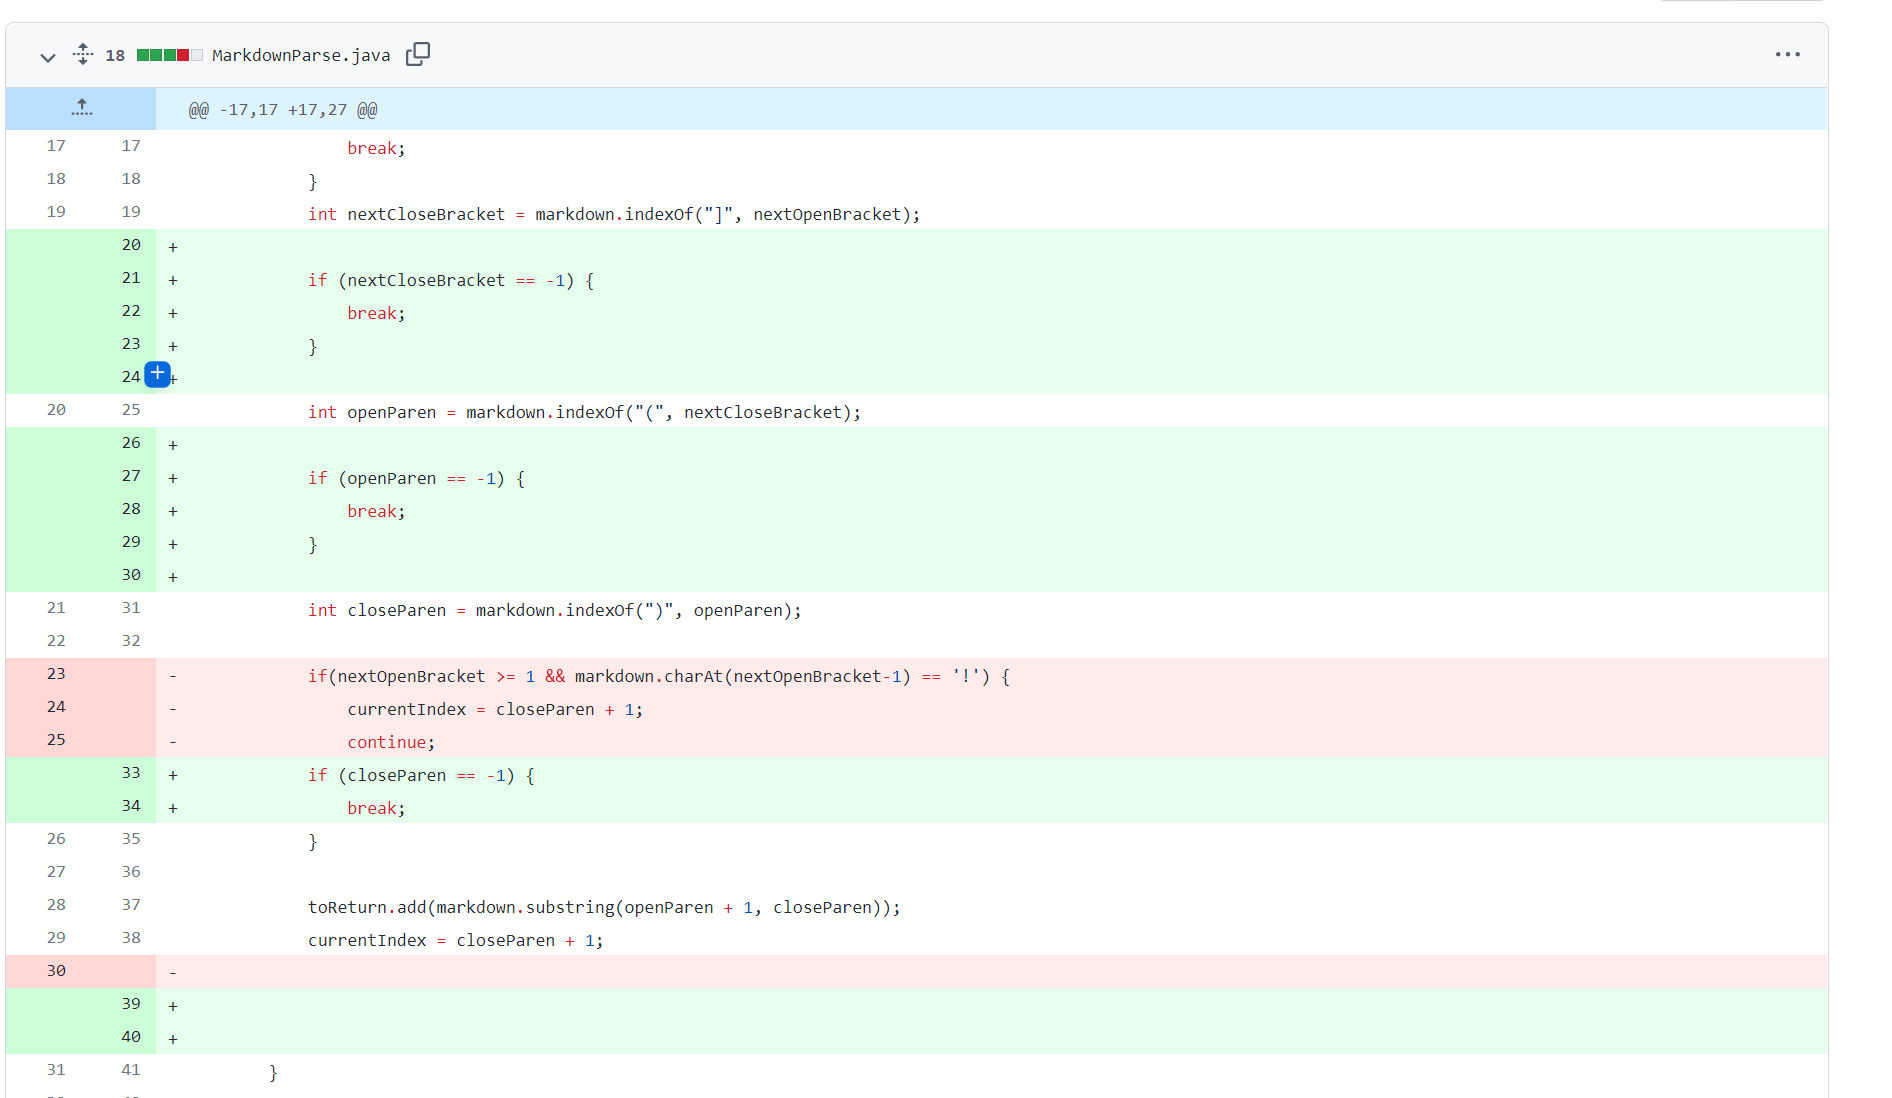 18 MarkdownParse.java
@@ -17,17 +17,27 @@
17 17 break;
18 18 }
19 19 int nextCloseBracket = markdown.indexOf("]", nextOpenBracket);
20 +
21 + if (nextCloseBracket == -1) {
22 + break;
23 + }
24 +
20 25 int openParen = markdown.indexOf("(", nextCloseBracket);
26 +
27 + if (openParen == -1) {
28 + break;
29 + }
30 +
21 31 int closeParen = markdown.indexOf(")", openParen);
22 32
23 - if(nextOpenBracket >= 1 && markdown.charAt(nextOpenBracket-1) == '!') {
24 - currentIndex = closeParen + 1;
25 - continue;
33 + if (closeParen == -1) {
34 + break;
26 35 }
27 36
28 37 toReturn.add(markdown.substring(openParen + 1, closeParen));
29 38 currentIndex = closeParen + 1;
30 -
39 +
40 +
31 41 }